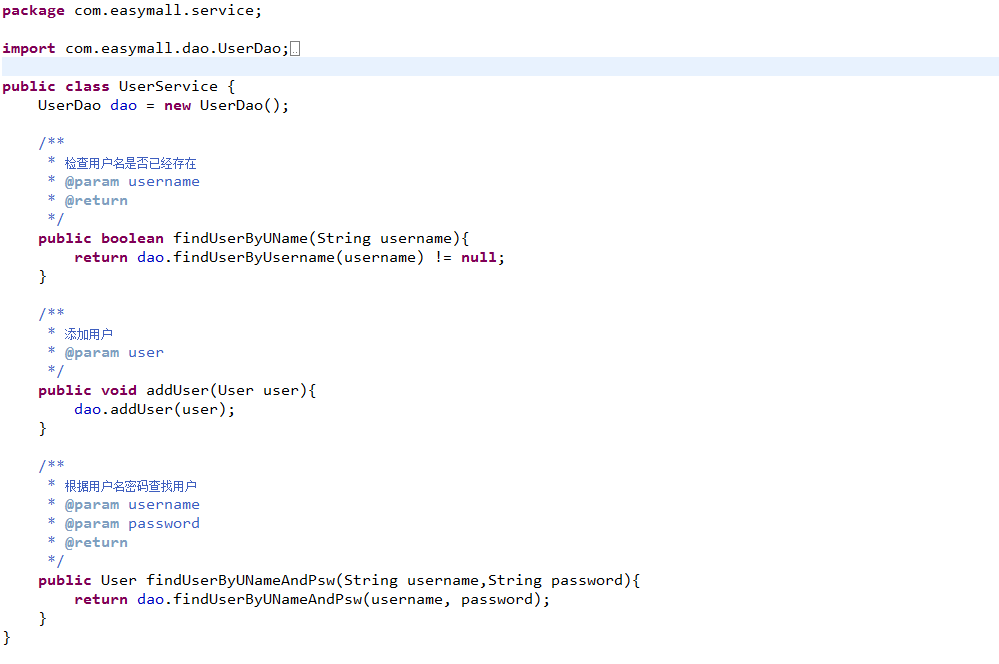 package com.easymall.service;
import com.easymall.dao.UserDao;
public class UserService {
UserDao dao = new UserDao();
/**
* 检查用户名是否已经存在
* @param username
* @return
*/
public boolean findUserByUName(String username){
return dao.findUserByUsername(username) != null;
}
/**
* 添加用户
* @param user
*/
public void addUser(User user){
dao.addUser(user);
}
/**
* 根据用户名密码查找用户
* @param username
* @param password
* @return
*/
public User findUserByUNameAndPsw(String username,String password){
return dao.findUserByUNameAndPsw(username, password);
}
}